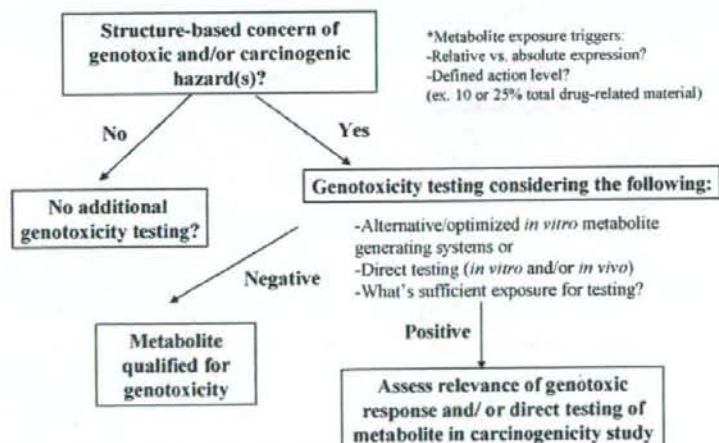 Structure-based concern of
genotoxic and/or carcinogenic
hazard(s)?
*Metabolite exposure triggers:
-Relative vs. absolute expression?
-Defined action level?
(ex. 10 or 25% total drug-related material)
No
Yes
No additional
genotoxicity testing?
Genotoxicity testing considering the following:
-Alternative/optimized in vitro metabolite
generating systems or
-Direct testing (in vitro and/or in vivo)
-What's sufficient exposure for testing?
Negative
Positive
Metabolite
qualified for
genotoxicity
Assess relevance of genotoxic
response and/ or direct testing of
metabolite in carcinogenicity study